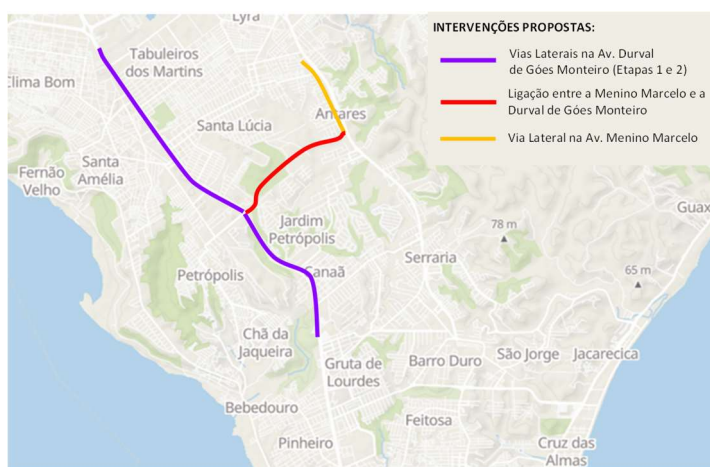 INTERVENÇÕES PROPOSTAS:
Vias Laterais na Av. Durval
de Góes Monteiro (Etapas 1 e 2)
Ligação entre a Menino Marcelo e a
Durval de Góes Monteiro
Via Lateral na Av. Menino Marcelo
Lyra
Tabuleiros
dos Martins
Clima Bom
Antares
Santa Lúcia
Santa
Amélia
Fernão
Velho
Guax
Jardim
Petrópolis
78 m
Serraria
Canaã
Petrópolis
65 m
Chã da
Jaqueira
São Jorge
Jacarecica
Barro Duro
Gruta de
Lourdes
Bebedouro
Feitosa
Pinheiro
Cruz das
Almas